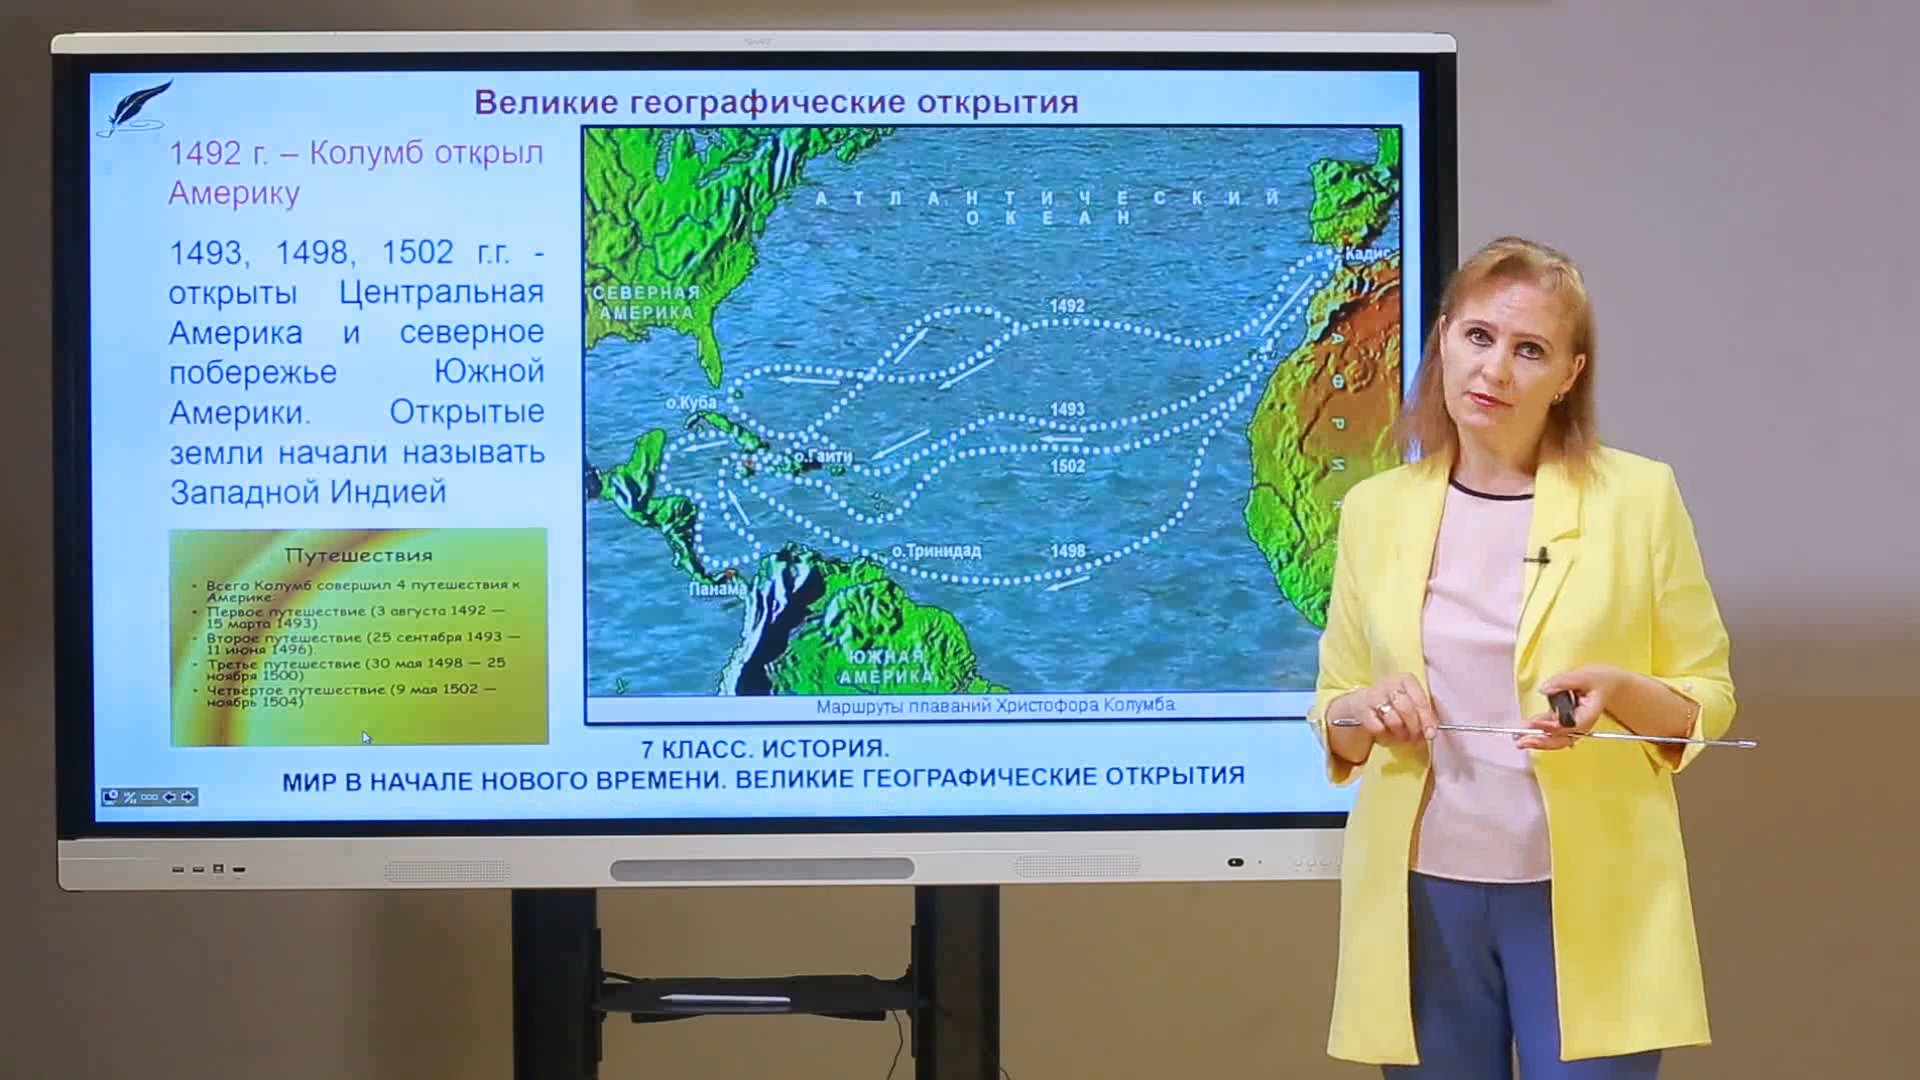 Великие географические открытия
1492 г. – Колумб открыл
Америку
1493, 1498, 1502 г.г. -
открыты Центральная
Америка и северное
побережье Южной
Америки. Открытые
земли начали называть
Западной Индией
Путешествия
• Всего Колумб совершил 4 путешествия к
Америке:
• Первое путешествие (3 августа 1492 —
15 марта 1493)
• Второе путешествие (25 сентября 1493 —
11 июня 1496)
• Третье путешествие (30 мая 1498 — 25
ноября 1500)
• Четвёртое путешествие (9 мая 1502 —
ноябрь 1504)
АТЛАНТИЧЕСКИЙ
ОКЕАН
Кадис
СЕВЕРНАЯ
АМЕРИКА
1492
о.Куба
1493
о.Гаити
1502
АФРИК
о.Тринидад
1498
Панама
ЮЖНАЯ
АМЕРИКА
Маршруты плаваний Христофора Колумба
7 КЛАСС. ИСТОРИЯ.
МИР В НАЧАЛЕ НОВОГО ВРЕМЕНИ. ВЕЛИКИЕ ГЕОГРАФИЧЕСКИЕ ОТКРЫТИЯ